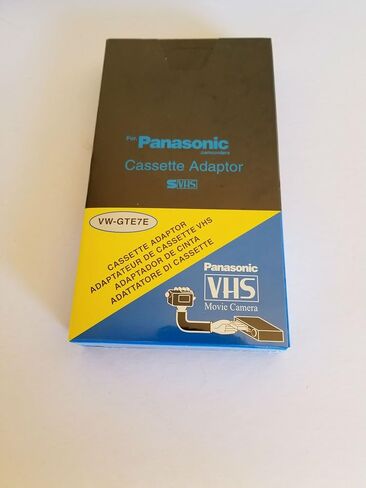 For Panasonic
camcorders
Cassette Adaptor
SVHS
VW-GTE7E
CASSETTE ADAPTOR
ADAPTATEUR DE CASSETTE VHS
ADAPTADOR DE CINTA
ADATTATORE DI CASSETTE
Panasonic
VHS
Movie Camera